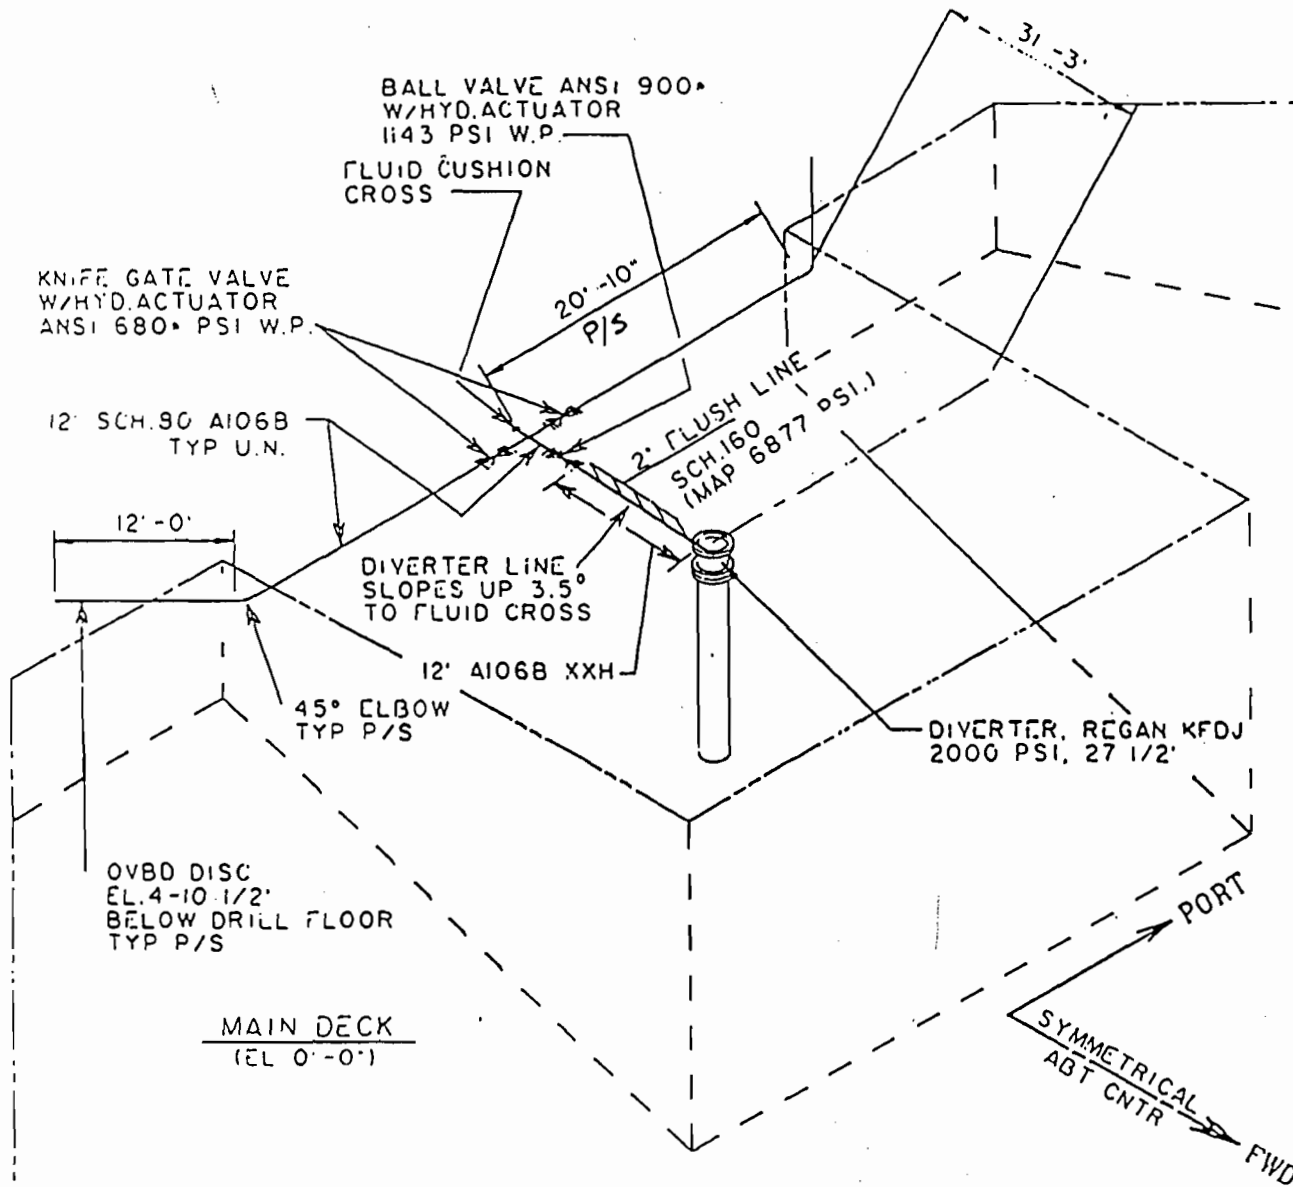 31'-3'
BALL VALVE ANSI 900•
W/HYD.ACTUATOR
1143 PSI W.P.
FLUID CUSHION
CROSS
KNIFE GATE VALVE
W/HYD.ACTUATOR
ANSI 680• PSI W.P.
20'-10"
P/S
12' SCH.80 A106B
TYP U.N.
2' FLUSH LINE
SCH.160
(MAP 6877 PSI.)
12'-0'
DIVERTER LINE
SLOPES UP 3.5°
TO FLUID CROSS
12' A106B XXH
45° ELBOW
TYP P/S
DIVERTER, REGAN KFDJ
2000 PSI, 27 1/2'
OVBD DISC
EL.4-10 1/2'
BELOW DRILL FLOOR
TYP P/S
PORT
MAIN DECK
(EL 0'-0')
SYMMETRICAL
ABT CNTR
FWD